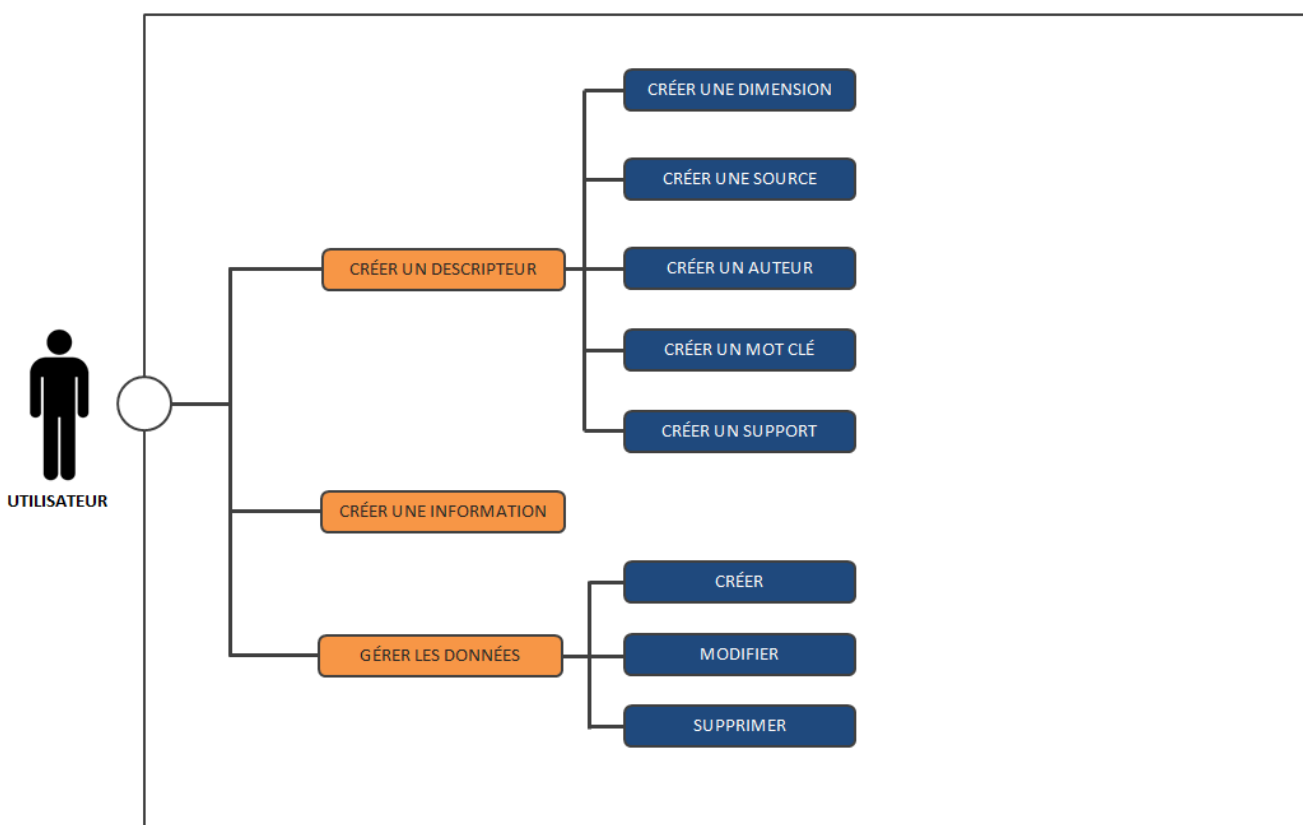 CRÉER UNE DIMENSION
CRÉER UNE SOURCE
CRÉER UN DESCRIPTEUR
CRÉER UN AUTEUR
CRÉER UN MOT CLÉ
CRÉER UN SUPPORT
UTILISATEUR
CRÉER UNE INFORMATION
CRÉER
GÉRER LES DONNÉES
MODIFIER
SUPPRIMER